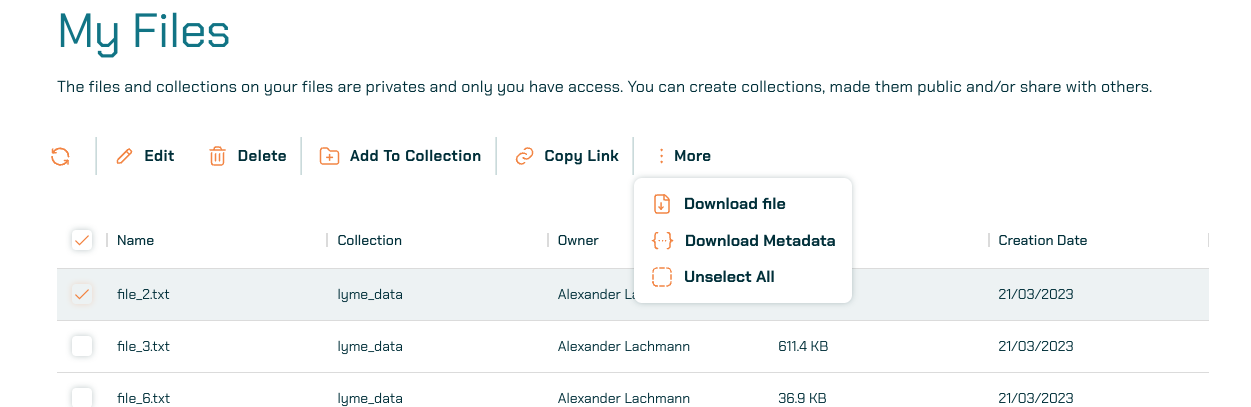 My Files
The files and collections on your files are privates and only you have access. You can create collections, made them public and/or share with others.
Edit Delete Add To Collection Copy Link More
Download file
Download Metadata
Unselect All
Name Collection Owner Creation Date
file_2.txt lyme_data Alexander 21/03/2023
file_3.txt lyme_data Alexander Lachmann 611.4 KB 21/03/2023
file_6.txt lyme_data Alexander Lachmann 36.9 KB 21/03/2023